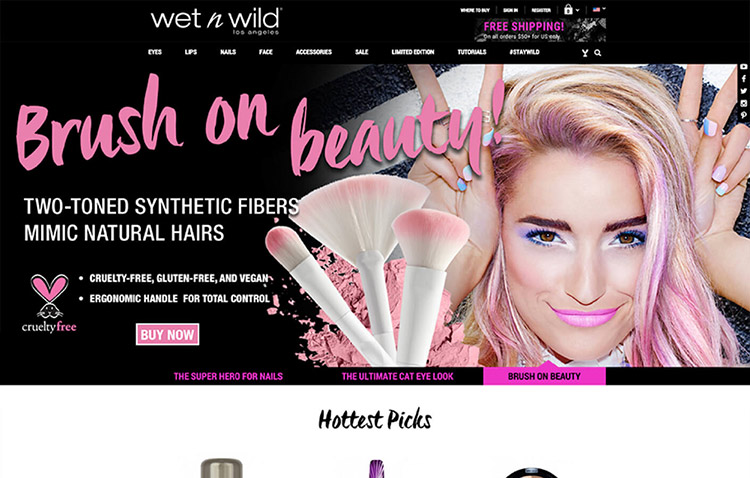 wet n wild®
los angeles
WHERE TO BUY SIGN IN REGISTER
FREE SHIPPING!
On all orders $50+ for US only
EYES LIPS NAILS FACE ACCESSORIES SALE LIMITED EDITION TUTORIALS #STAYWILD
Brush on beauty!
TWO-TONED SYNTHETIC FIBERS
MIMIC NATURAL HAIRS
• CRUELTY-FREE, GLUTEN-FREE, AND VEGAN
• ERGONOMIC HANDLE FOR TOTAL CONTROL
crueltyfree
BUY NOW
THE SUPER HERO FOR NAILS THE ULTIMATE CAT EYE LOOK BRUSH ON BEAUTY
Hottest Picks